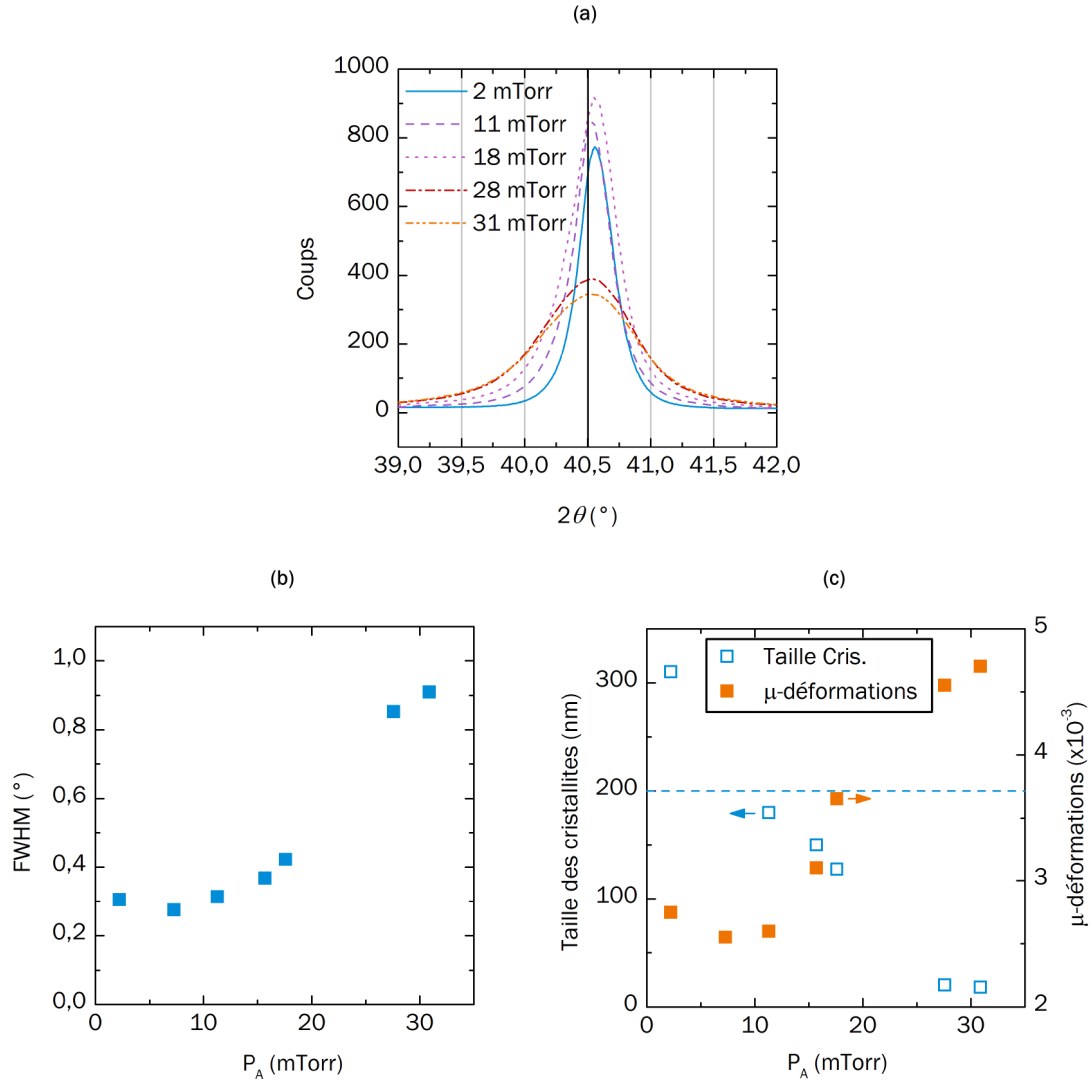 (a)
1000
800
600
400
200
0
Coups
2 mTorr
11 mTorr
18 mTorr
28 mTorr
31 mTorr
39,0 39,5 40,0 40,5 41,0 41,5 42,0
2θ(°)
(b)
1,0
0,8
0,6
0,4
0,2
0,0
FWHM (°)
0 10 20 30
P_A (mTorr)
(c)
Taille Cris.
μ-déformations
300
200
100
0
Taille des cristallites (nm)
5
4
3
2
μ-déformations (x10⁻³)
0 10 20 30
P_A (mTorr)